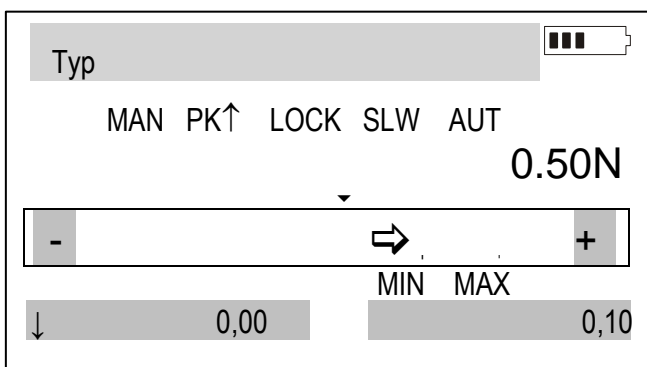 Typ
MAN PK↑ LOCK SLW AUT
0.50N
- +
MIN MAX
↓ 0,00 0,10